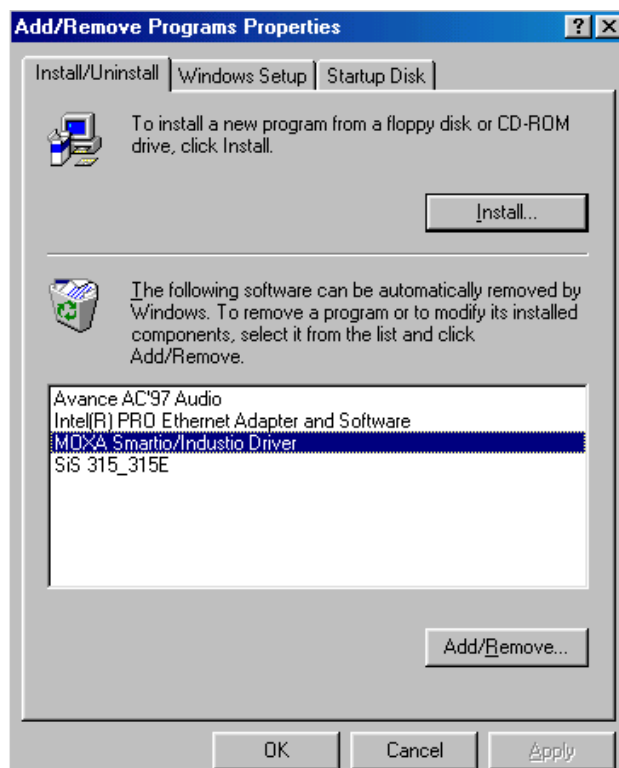 Add/Remove Programs Properties
Install/Uninstall
Windows Setup
Startup Disk
To install a new program from a floppy disk or CD-ROM
drive, click Install.
Install...
The following software can be automatically removed by
Windows. To remove a program or to modify its installed
components, select it from the list and click
Add/Remove.
Avance AC'97 Audio
Intel(R) PRO Ethernet Adapter and Software
MOXA Smartio/Industio Driver
SiS 315_315E
Add/Remove...
OK
Cancel
Apply